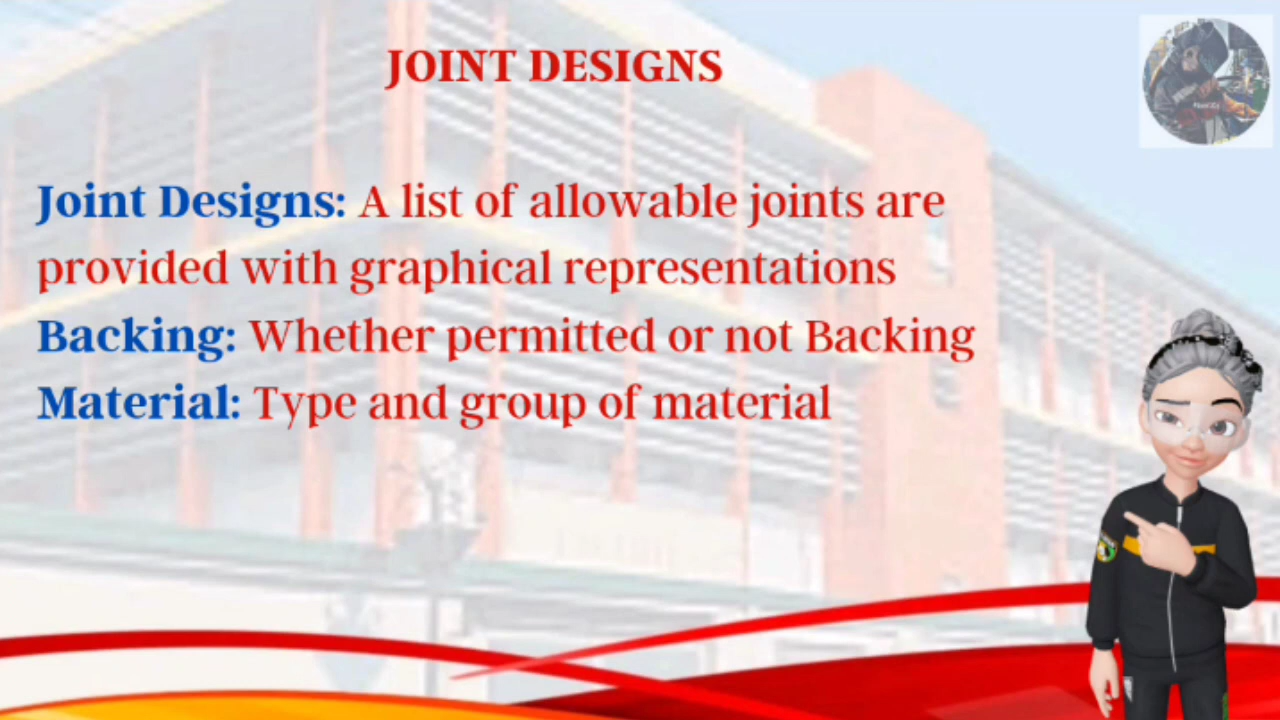 JOINT DESIGNS
Joint Designs: A list of allowable joints are
provided with graphical representations
Backing: Whether permitted or not Backing
Material: Type and group of material